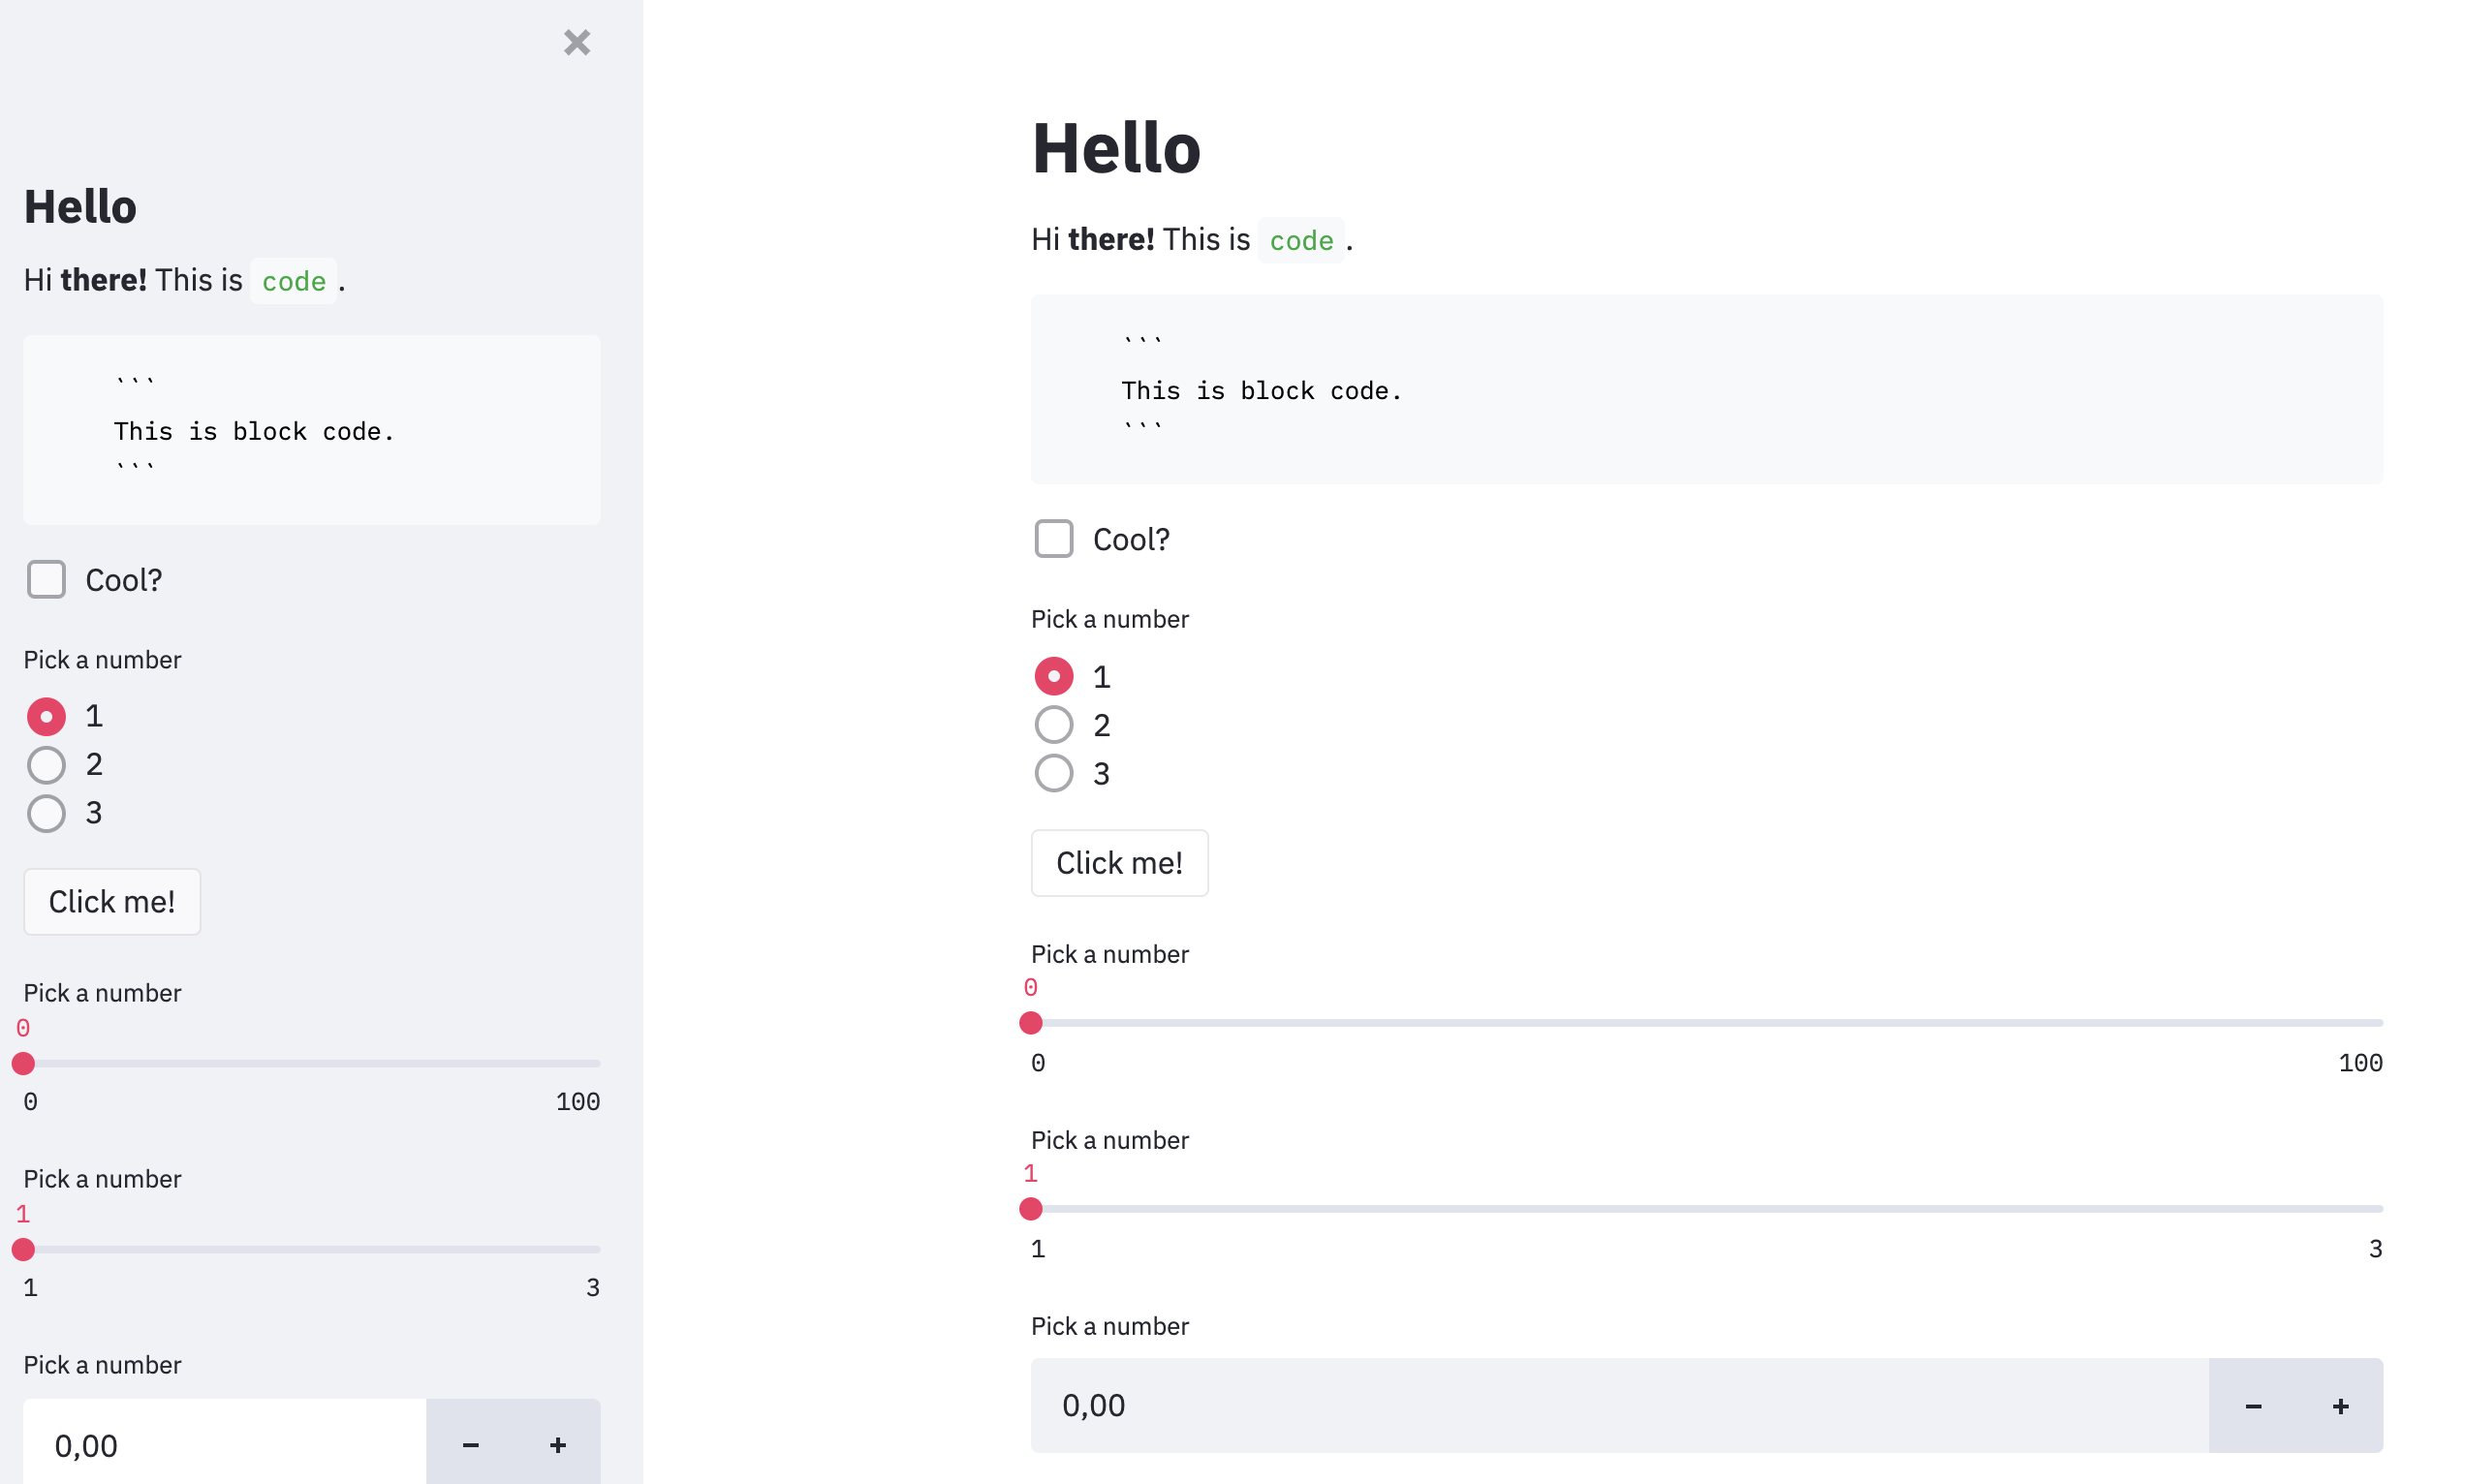 Hello
Hi there! This is code .
```
This is block code.
```
Cool?
Pick a number
1
2
3
Click me!
Pick a number
0
0 100
Pick a number
1
1 3
Pick a number
0,00 − +
Hello
Hi there! This is code .
```
This is block code.
```
Cool?
Pick a number
1
2
3
Click me!
Pick a number
0
0 100
Pick a number
1
1 3
Pick a number
0,00 − +